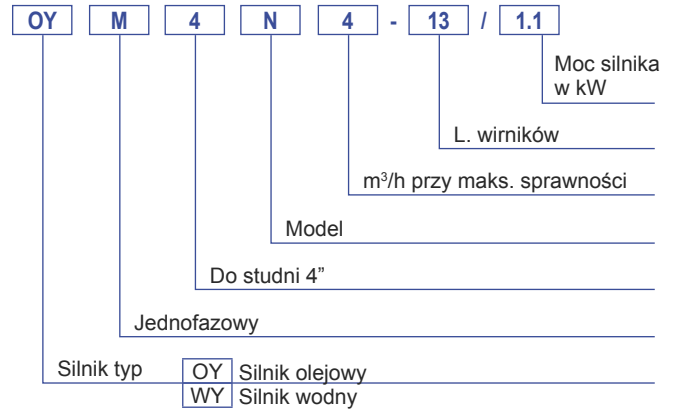 OY M 4 N 4 - 13 / 1.1
Moc silnika
w kW
L. wirników
m³/h przy maks. sprawności
Model
Do studni 4”
Jednofazowy
Silnik typ OY Silnik olejowy
WY Silnik wodny